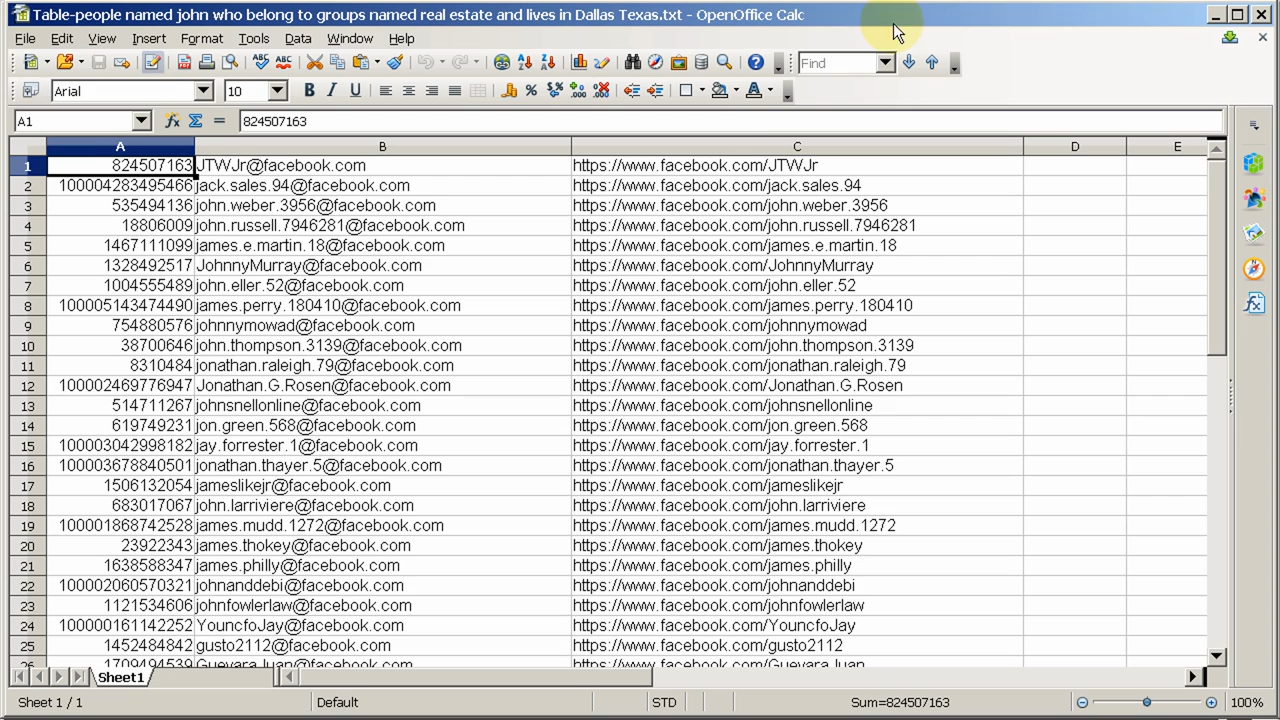 Table-people named john who belong to groups named real estate and lives in Dallas Texas.txt - OpenOffice Calc
File Edit View Insert Format Tools Data Window Help
Find
Arial 10 B I U
A1 824507163
A B C D E
1 824507163 JTWJr@facebook.com https://www.facebook.com/JTWJr
2 100004283495466 jack.sales.94@facebook.com https://www.facebook.com/jack.sales.94
3 535494136 john.weber.3956@facebook.com https://www.facebook.com/john.weber.3956
4 18806009 john.russell.7946281@facebook.com https://www.facebook.com/john.russell.7946281
5 1467111099 james.e.martin.18@facebook.com https://www.facebook.com/james.e.martin.18
6 1328492517 JohnnyMurray@facebook.com https://www.facebook.com/JohnnyMurray
7 1004555489 john.eller.52@facebook.com https://www.facebook.com/john.eller.52
8 100005143474490 james.perry.180410@facebook.com https://www.facebook.com/james.perry.180410
9 754880576 johnnymowad@facebook.com https://www.facebook.com/johnnymowad
10 38700646 john.thompson.3139@facebook.com https://www.facebook.com/john.thompson.3139
11 8310484 jonathan.raleigh.79@facebook.com https://www.facebook.com/jonathan.raleigh.79
12 100002469776947 Jonathan.G.Rosen@facebook.com https://www.facebook.com/Jonathan.G.Rosen
13 514711267 johnsnellonline@facebook.com https://www.facebook.com/johnsnellonline
14 619749231 jon.green.568@facebook.com https://www.facebook.com/jon.green.568
15 100003042998182 jay.forrester.1@facebook.com https://www.facebook.com/jay.forrester.1
16 100003678840501 jonathan.thayer.5@facebook.com https://www.facebook.com/jonathan.thayer.5
17 1506132054 jameslikejr@facebook.com https://www.facebook.com/jameslikejr
18 683017067 john.larriviere@facebook.com https://www.facebook.com/john.larriviere
19 100001868742528 james.mudd.1272@facebook.com https://www.facebook.com/james.mudd.1272
20 23922343 james.thokey@facebook.com https://www.facebook.com/james.thokey
21 1638588347 james.philly@facebook.com https://www.facebook.com/james.philly
22 100002060570321 johnanddebi@facebook.com https://www.facebook.com/johnanddebi
23 1121534606 johnfowlerlaw@facebook.com https://www.facebook.com/johnfowlerlaw
24 100000161142252 YouncfoJay@facebook.com https://www.facebook.com/YouncfoJay
25 1452484842 gusto2112@facebook.com https://www.facebook.com/gusto2112
26 1709494539 GuevaraJuan@facebook.com https://www.facebook.com/GuevaraJuan
Sheet1
Sheet 1 / 1 Default STD Sum=824507163 100%